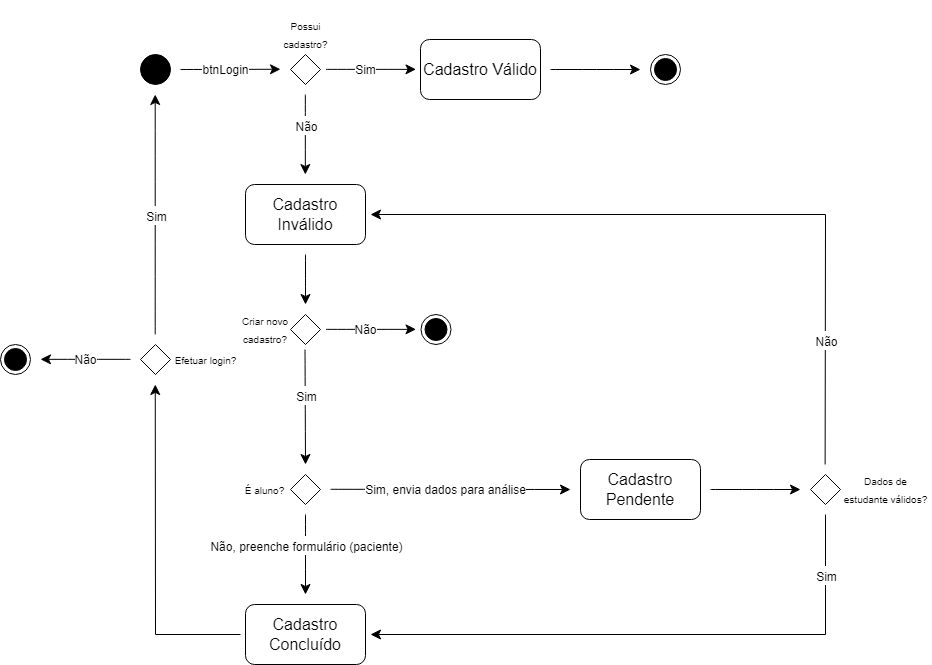 Possui
cadastro?
btnLogin
Sim
Cadastro Válido
Não
Cadastro
Inválido
Sim
Criar novo
cadastro?
Não
Não
Não
Efetuar login?
Sim
É aluno?
Sim, envia dados para análise
Cadastro
Pendente
Dados de
estudante válidos?
Não, preenche formulário (paciente)
Sim
Cadastro
Concluído